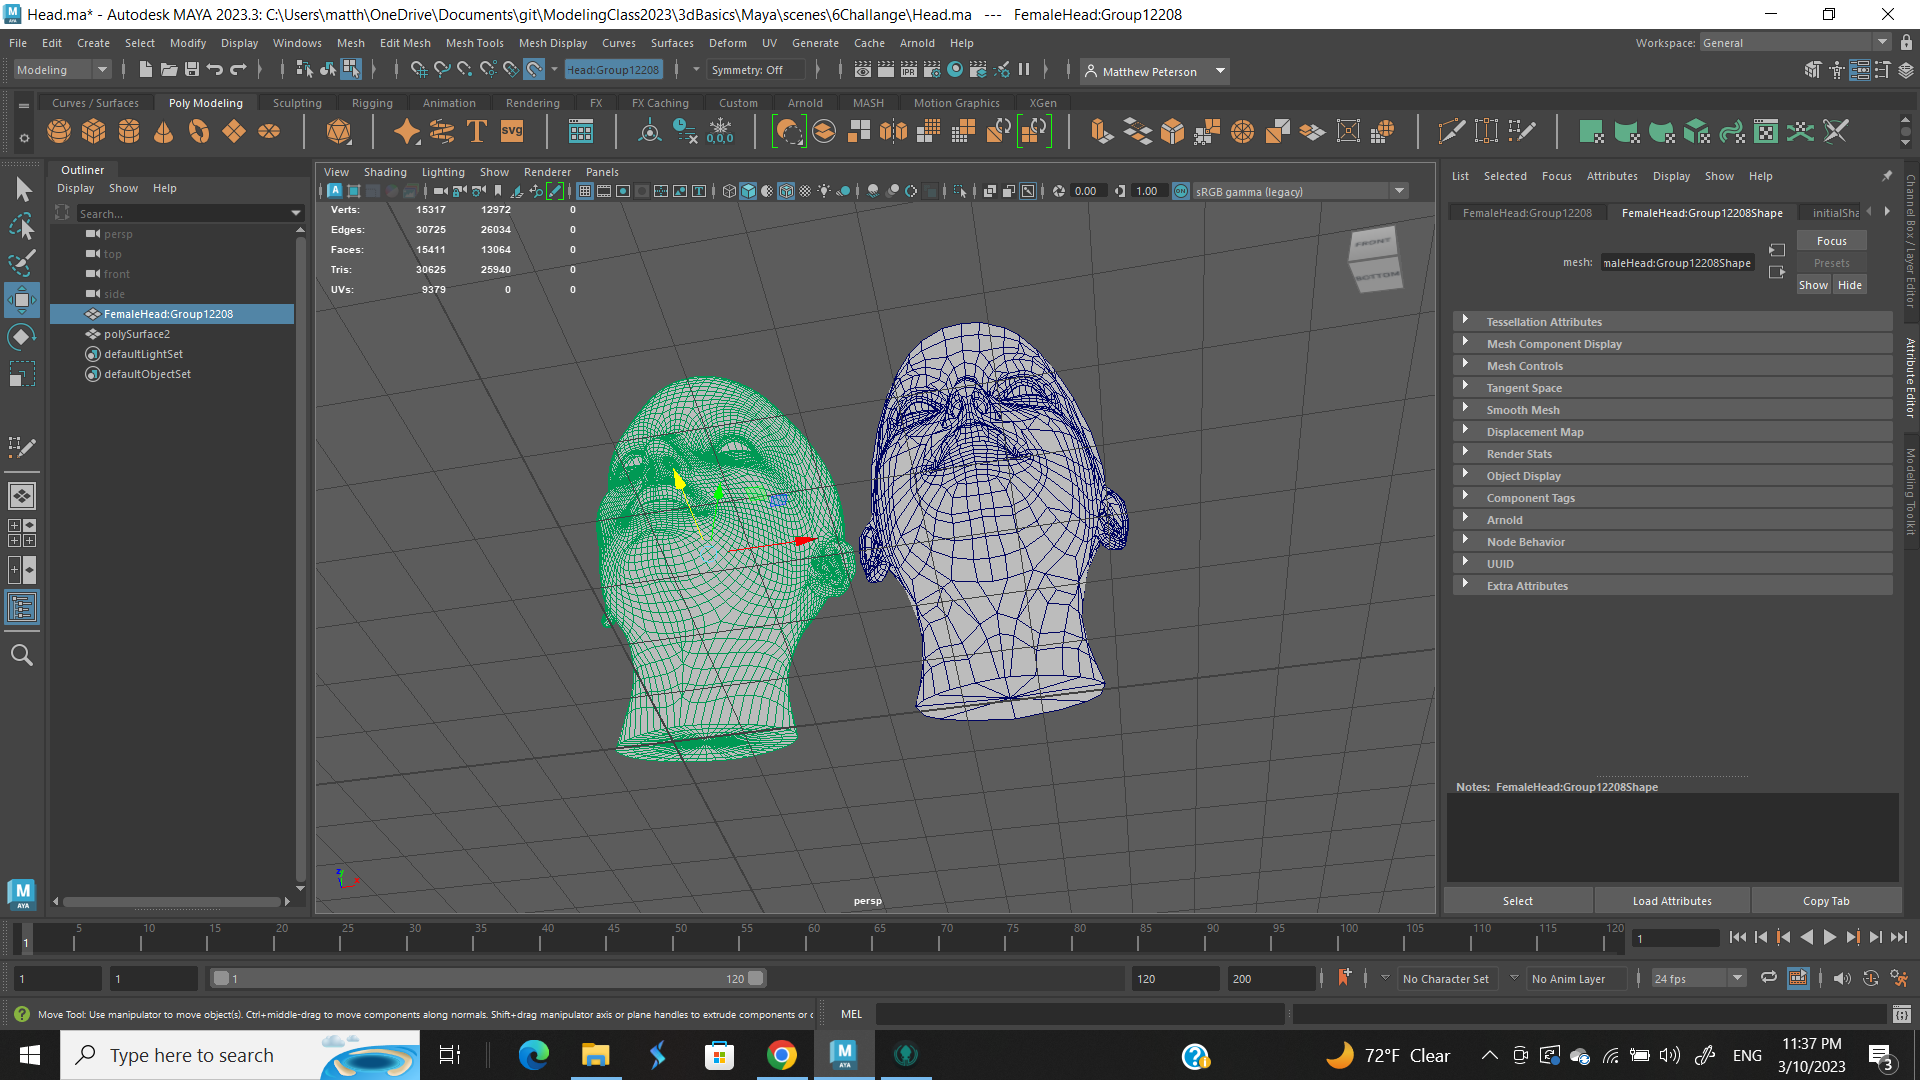 Head.ma* - Autodesk MAYA 2023.3: C:\Users\matth\OneDrive\Documents\git\ModelingClass2023\3dBasics\Maya\scenes\6Challange\Head.ma   ---   FemaleHead:Group12208
File Edit Create Select Modify Display Windows Mesh Edit Mesh Mesh Tools Mesh Display Curves Surfaces Deform UV Generate Cache Arnold Help
Workspace: General
Modeling
Head:Group12208
Symmetry: Off
IPR
Matthew Peterson
Curves / Surfaces Poly Modeling Sculpting Rigging Animation Rendering FX FX Caching Custom Arnold MASH Motion Graphics XGen
T svg
0,0,0
Outliner
Display Show Help
Search...
persp
top
front
side
FemaleHead:Group12208
polySurface2
defaultLightSet
defaultObjectSet
View Shading Lighting Show Renderer Panels
0.00 1.00 ON sRGB gamma (legacy)
Verts: 15317 12972 0
Edges: 30725 26034 0
Faces: 15411 13064 0
Tris: 30625 25940 0
UVs: 9379 0 0
FRONT
BOTTOM
persp
List Selected Focus Attributes Display Show Help
FemaleHead:Group12208 FemaleHead:Group12208Shape initialSha
Focus
mesh: maleHead:Group12208Shape
Presets
Show Hide
Tessellation Attributes
Mesh Component Display
Mesh Controls
Tangent Space
Smooth Mesh
Displacement Map
Render Stats
Object Display
Component Tags
Arnold
Node Behavior
UUID
Extra Attributes
Notes: FemaleHead:Group12208Shape
Select Load Attributes Copy Tab
Channel Box / Layer Editor
Attribute Editor
Modeling Toolkit
M
AYA
1 5 10 15 20 25 30 35 40 45 50 55 60 65 70 75 80 85 90 95 100 105 110 115 120
1
1 1 1 120 120 200 No Character Set No Anim Layer 24 fps
Move Tool: Use manipulator to move object(s). Ctrl+middle-drag to move components along normals. Shift+drag manipulator axis or plane handles to extrude components or c
MEL
Type here to search
M
AYA
72°F Clear
ENG
11:37 PM
3/10/2023
3